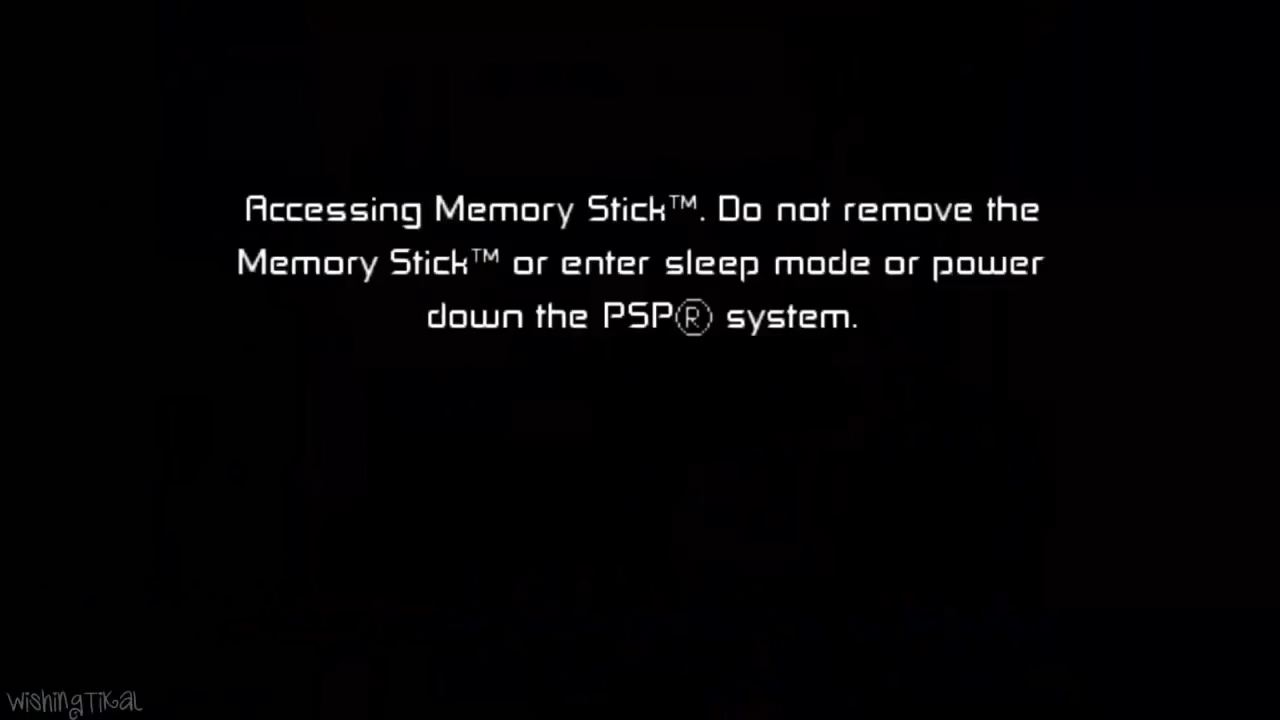 Accessing Memory Stick™. Do not remove the
Memory Stick™ or enter sleep mode or power
down the PSP® system.
WishingTikal